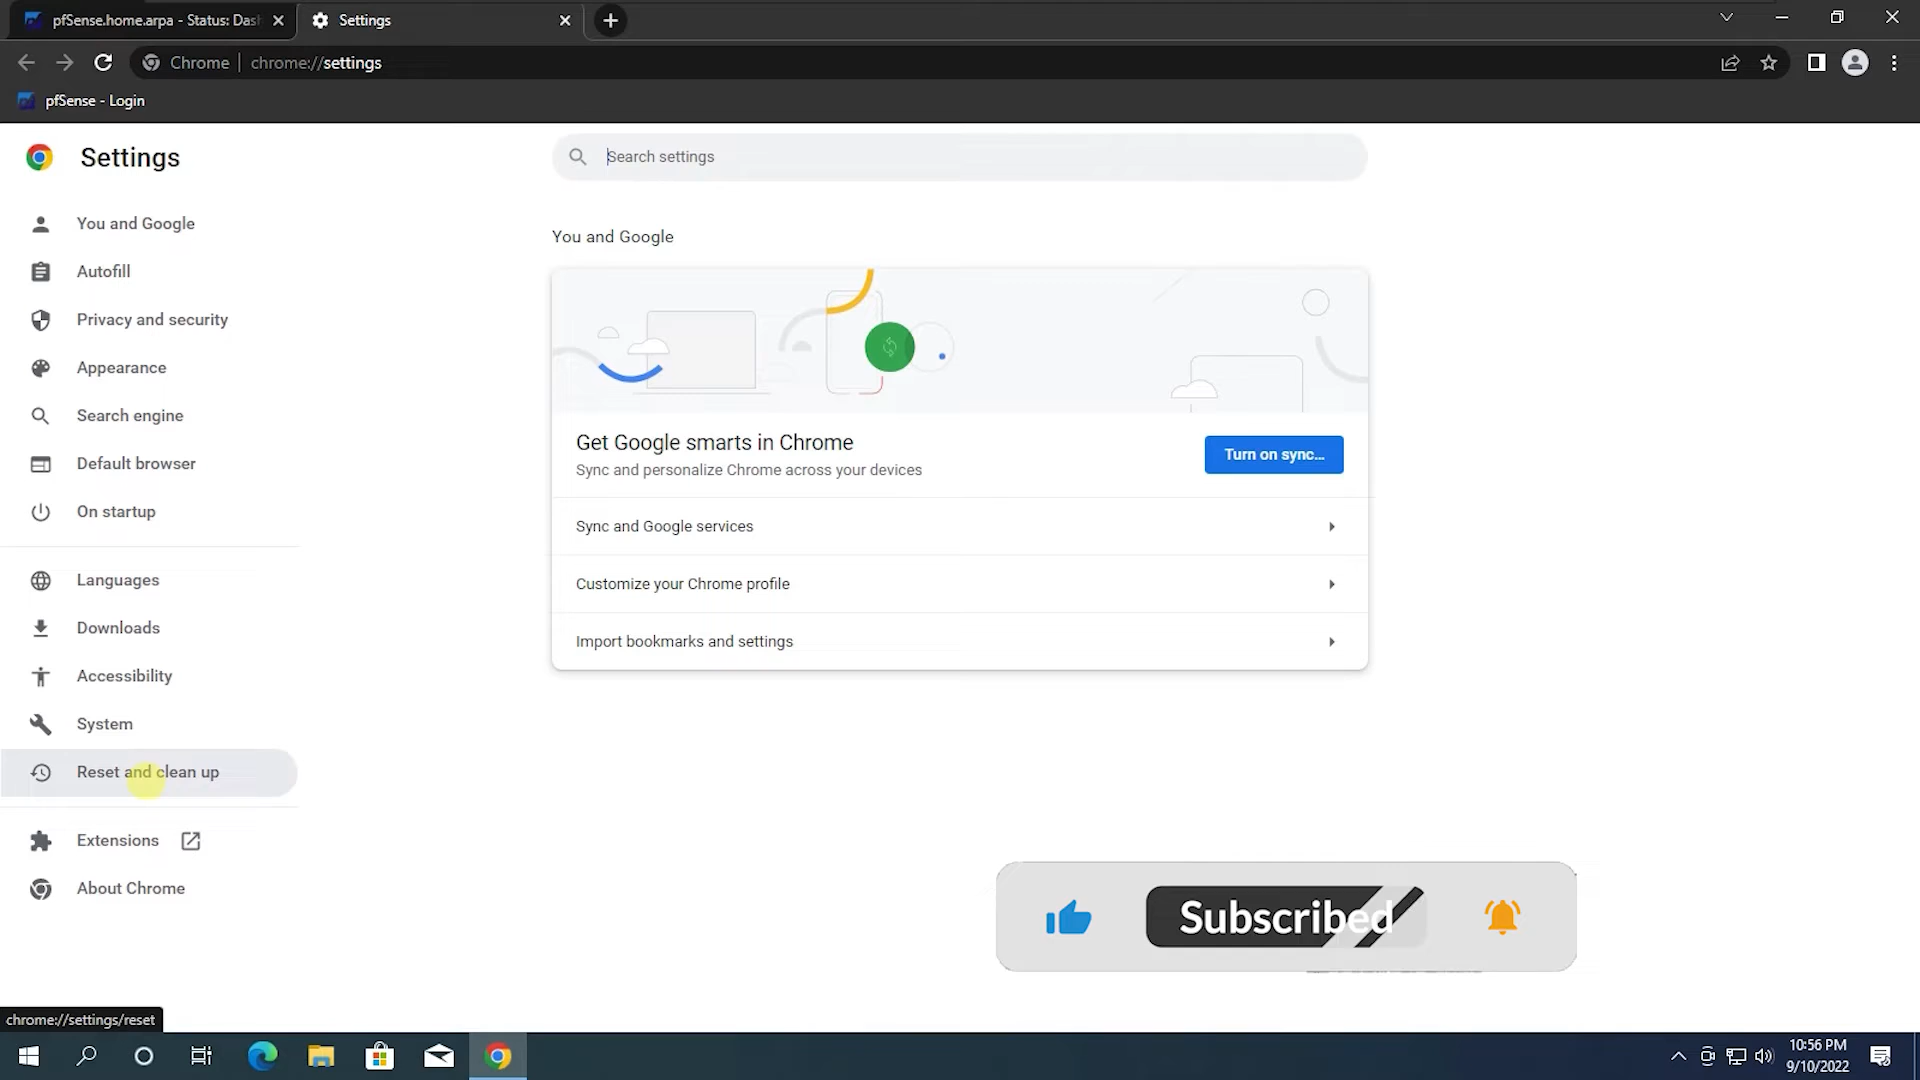 pfSense.home.arpa - Status: Das
Settings
Chrome
chrome://settings
pfSense - Login
Settings
Search settings
You and Google
Autofill
Privacy and security
Appearance
Search engine
Default browser
On startup
Languages
Downloads
Accessibility
System
Reset and clean up
Extensions
About Chrome
You and Google
Get Google smarts in Chrome
Sync and personalize Chrome across your devices
Turn on sync...
Sync and Google services
Customize your Chrome profile
Import bookmarks and settings
Subscribed
chrome://settings/reset
10:56 PM
9/10/2022